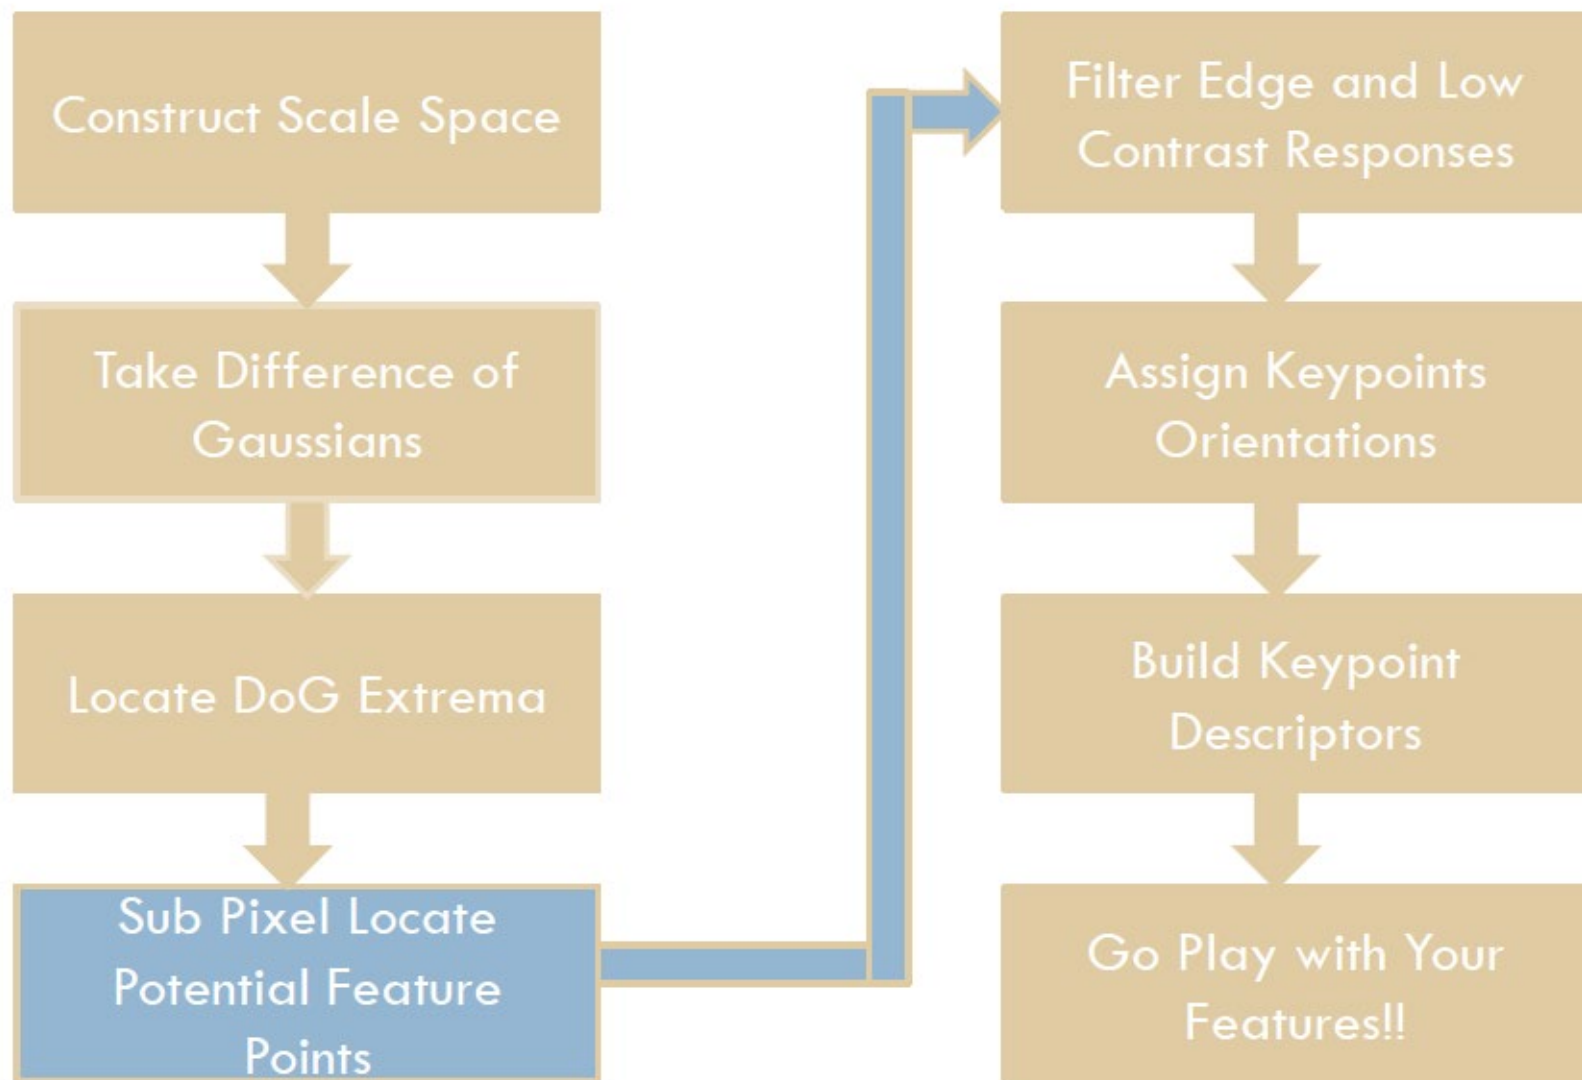 Construct Scale Space
Take Difference of
Gaussians
Locate DoG Extrema
Sub Pixel Locate
Potential Feature
Points
Filter Edge and Low
Contrast Responses
Assign Keypoints
Orientations
Build Keypoint
Descriptors
Go Play with Your
Features!!